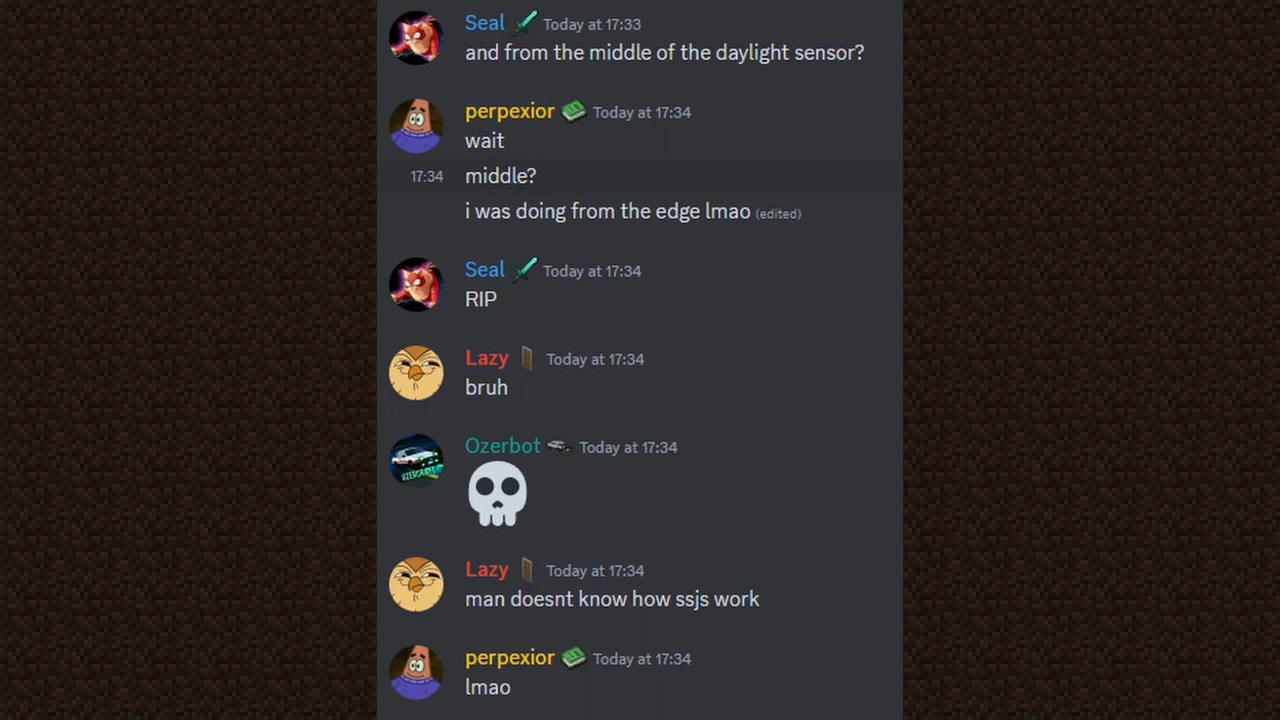 Seal Today at 17:33
and from the middle of the daylight sensor?
perpexior Today at 17:34
wait
17:34 middle?
i was doing from the edge lmao (edited)
Seal Today at 17:34
RIP
Lazy Today at 17:34
bruh
Ozerbot Today at 17:34
Lazy Today at 17:34
man doesnt know how ssjs work
perpexior Today at 17:34
lmao